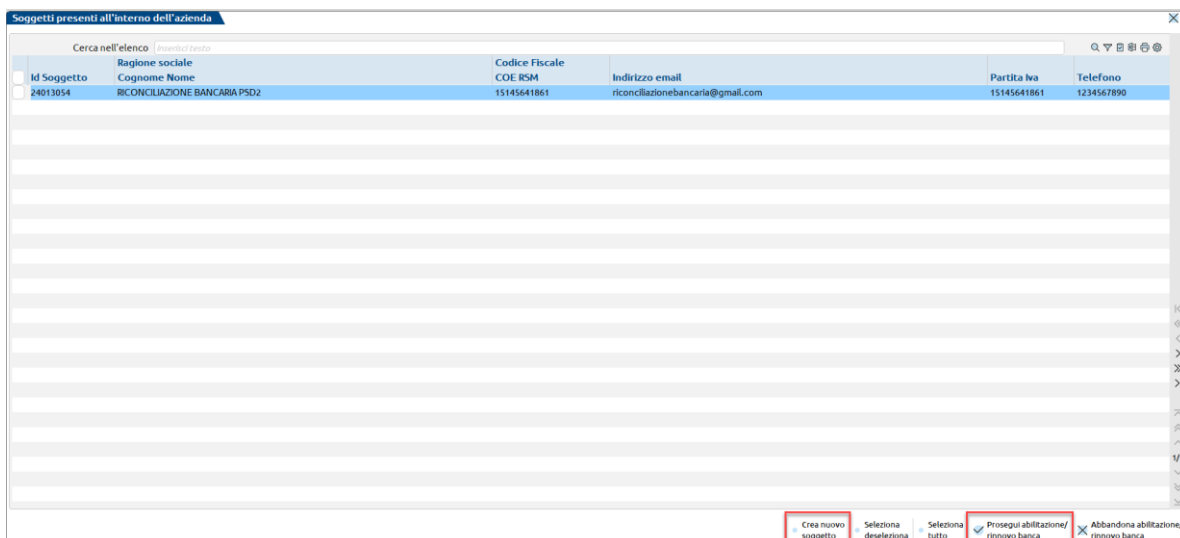 Soggetti presenti all'interno dell'azienda
Cerca nell'elenco Inserisci testo
Ragione sociale Codice Fiscale
Id Soggetto Cognome Nome COE RSM Indirizzo email Partita Iva Telefono
24013054 RICONCILIAZIONE BANCARIA PSD2 15145641861 riconciliazionebancaria@gmail.com 15145641861 1234567890
1/
Crea nuovo Seleziona Seleziona Prosegui abilitazione/ Abbandona abilitazione/
soggetto deseleziona tutto rinnovo banca rinnovo banca